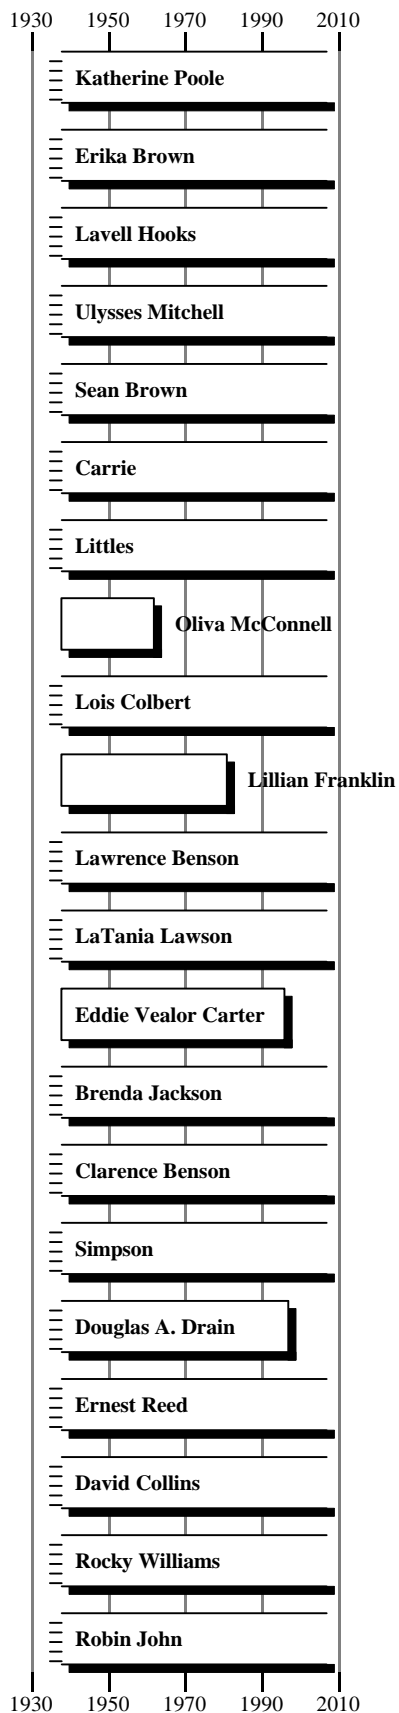 1930 1950 1970 1990 2010
Katherine Poole
Erika Brown
Lavell Hooks
Ulysses Mitchell
Sean Brown
Carrie
Littles
Oliva McConnell
Lois Colbert
Lillian Franklin
Lawrence Benson
LaTania Lawson
Eddie Vealor Carter
Brenda Jackson
Clarence Benson
Simpson
Douglas A. Drain
Ernest Reed
David Collins
Rocky Williams
Robin John
1930 1950 1970 1990 2010